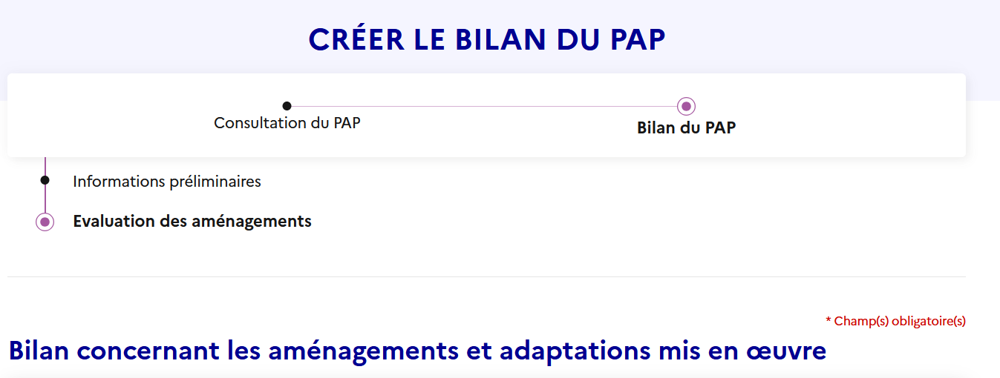 CRÉER LE BILAN DU PAP
Consultation du PAP
Bilan du PAP
Informations préliminaires
Evaluation des aménagements
* Champ(s) obligatoire(s)
Bilan concernant les aménagements et adaptations mis en œuvre